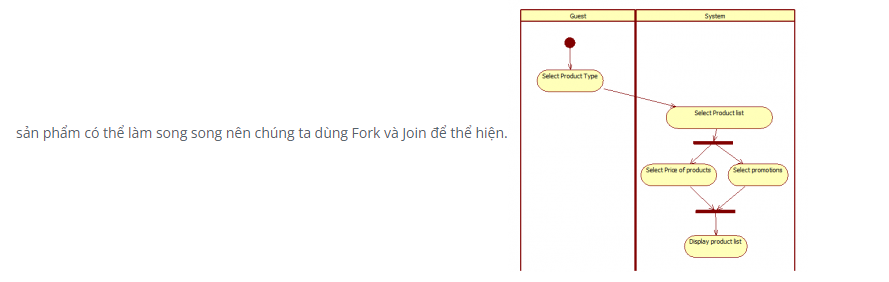 sản phẩm có thể làm song song nên chúng ta dùng Fork và Join để thể hiện.
Guest
System
Select Product Type
Select Product list
Select Price of products
Select promotions
Display product list